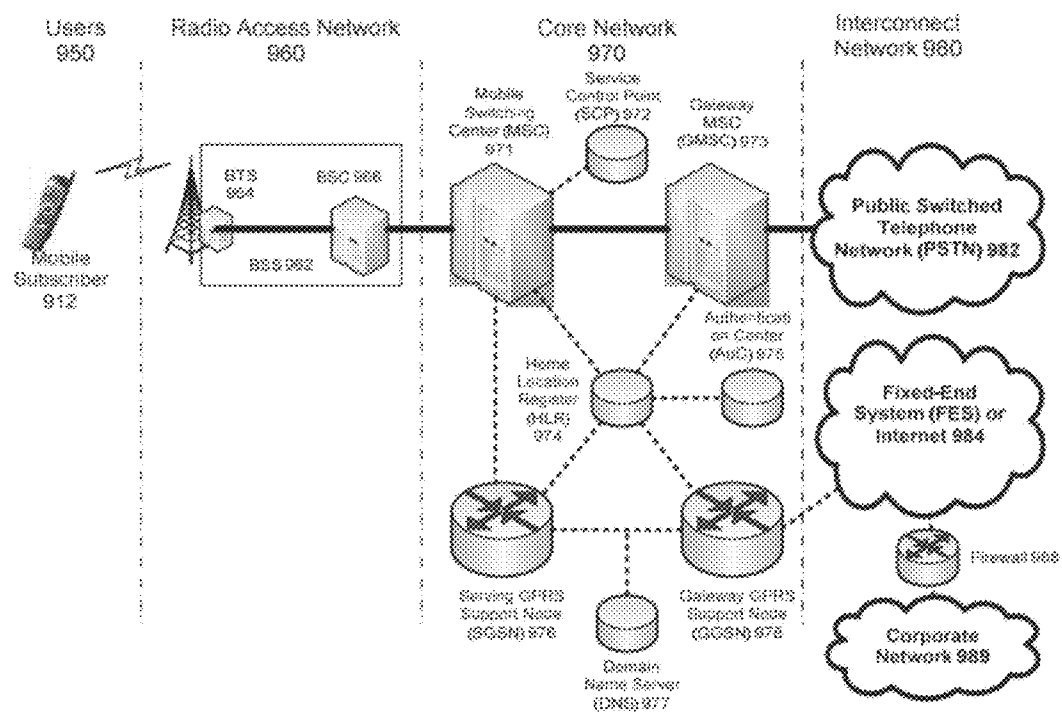 Users
950
Radio Access Network
960
Core Network
970
Interconnect
Network 980
Mobile
Switching
Center (MSC)
971
Service
Control Point
(SCP) 972
Gateway
MSC
(GMSC) 973
BTS
964
BSC 966
BSS 962
Mobile
Subscriber
912
Public Switched
Telephone
Network (PSTN) 982
Authenticati
on Center
(AuC) 975
Home
Location
Register
(HLR)
974
Fixed-End
System (FES) or
Internet 984
Firewall 988
Serving GPRS
Support Node
(SGSN) 976
Gateway GPRS
Support Node
(GGSN) 978
Corporate
Network 989
Domain
Name Server
(DNS) 977